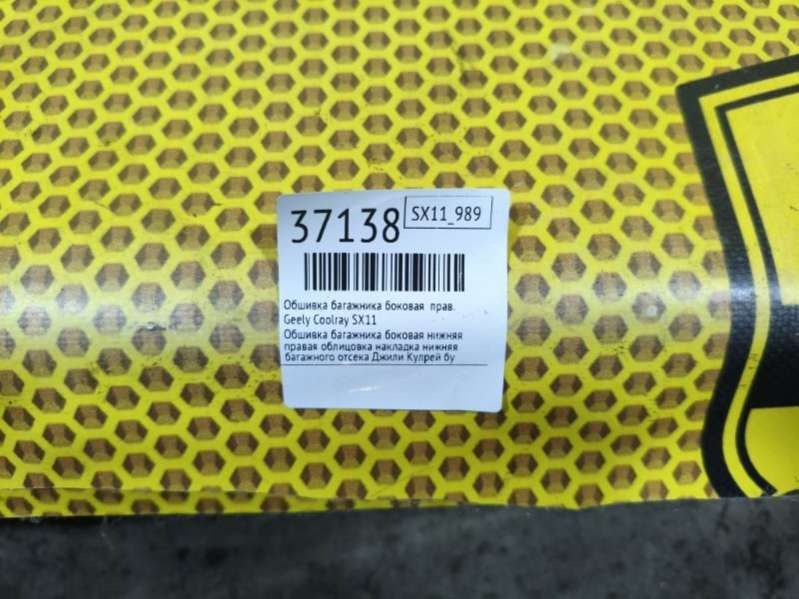 37138
SX11_989
Обшивка багажника боковая прав.
Geely Coolray SX11
Обшивка багажника боковая нижняя
правая облицовка накладка нижняя
багажного отсека Джили Кулрей бу